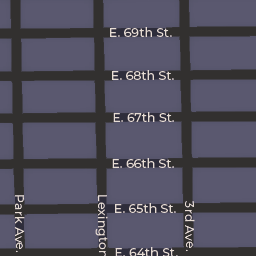 E. 69th St.
E. 68th St.
E. 67th St.
E. 66th St.
E. 65th St.
E. 64th St.
Park Ave.
Lexington
3rd Ave.